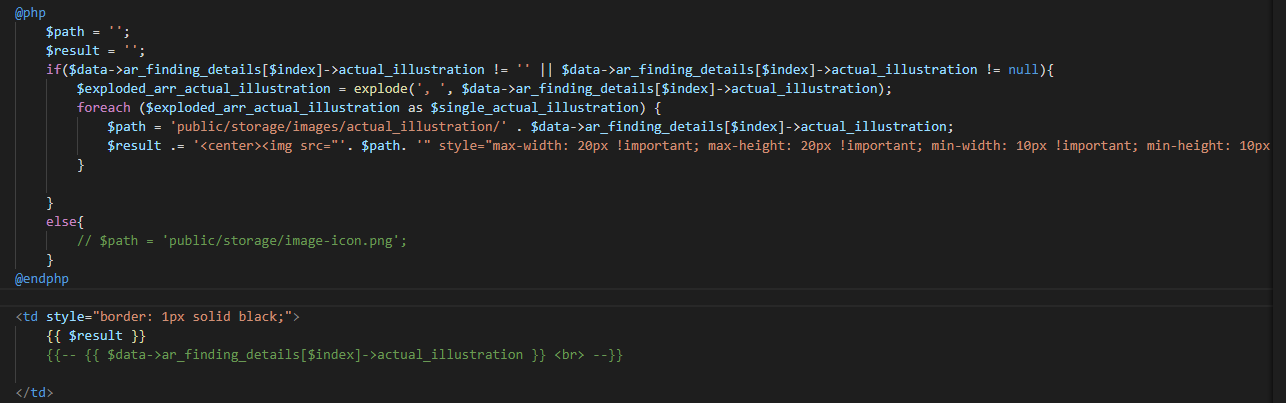 @php
$path = '';
$result = '';
if($data->ar_finding_details[$index]->actual_illustration != '' || $data->ar_finding_details[$index]->actual_illustration != null){
$exploded_arr_actual_illustration = explode(', ', $data->ar_finding_details[$index]->actual_illustration);
foreach ($exploded_arr_actual_illustration as $single_actual_illustration) {
$path = 'public/storage/images/actual_illustration/' . $data->ar_finding_details[$index]->actual_illustration;
$result .= '<center><img src="'. $path. '" style="max-width: 20px !important; max-height: 20px !important; min-width: 10px !important; min-height: 10px
}
}
else{
// $path = 'public/storage/image-icon.png';
}
@endphp
<td style="border: 1px solid black;">
{{ $result }}
{{-- {{ $data->ar_finding_details[$index]->actual_illustration }} <br> --}}
</td>